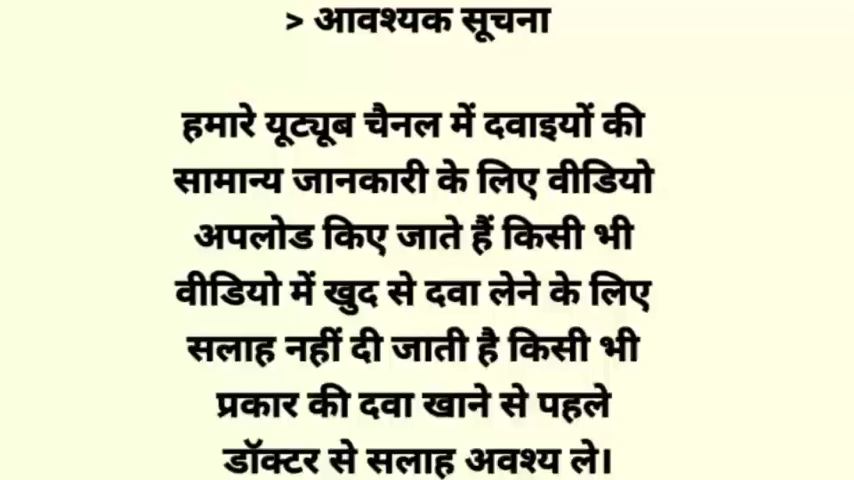 > आवश्यक सूचना
हमारे यूट्यूब चैनल में दवाइयों की
सामान्य जानकारी के लिए वीडियो
अपलोड किए जाते हैं किसी भी
वीडियो में खुद से दवा लेने के लिए
सलाह नहीं दी जाती है किसी भी
प्रकार की दवा खाने से पहले
डॉक्टर से सलाह अवश्य ले।